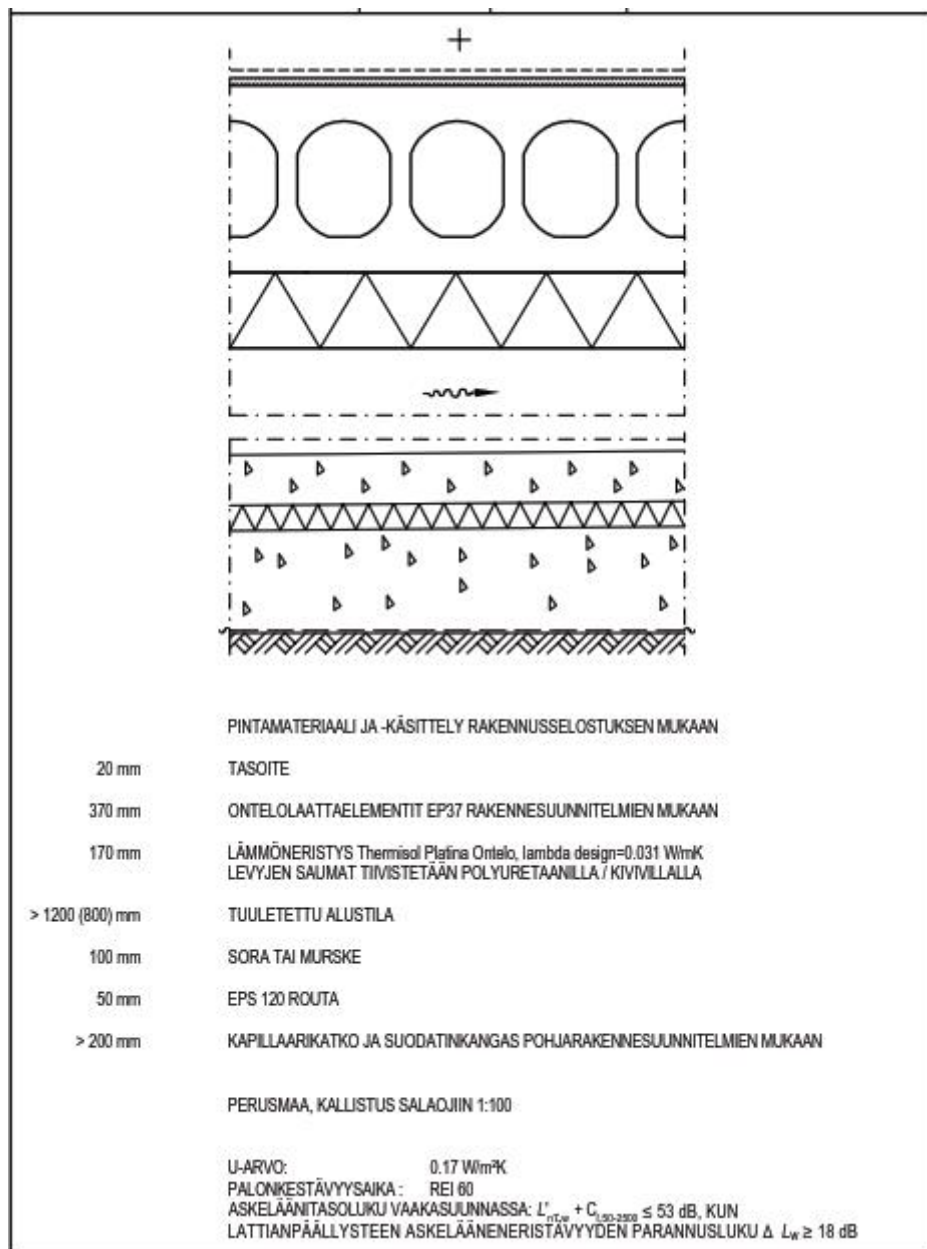 PINTAMATERIAALI JA -KÄSITTELY RAKENNUSSELOSTUKSEN MUKAAN
20 mm TASOITE
370 mm ONTELOLAATTAELEMENTIT EP37 RAKENNESUUNNITELMIEN MUKAAN
170 mm LÄMMÖNERISTYS Thermisol Platina Ontelo, lambda design=0.031 W/mK
LEVYJEN SAUMAT TIIVISTETÄÄN POLYURETAANILLA / KIVIVILLALLA
> 1200 (800) mm TUULETETTU ALUSTILA
100 mm SORA TAI MURSKE
50 mm EPS 120 ROUTA
> 200 mm KAPILLAARIKATKO JA SUODATINKANGAS POHJARAKENNESUUNNITELMIEN MUKAAN
PERUSMAA, KALLISTUS SALAOJIIN 1:100
U-ARVO: 0.17 W/m²K
PALONKESTÄVYYSAIKA : REI 60
ASKELÄÄNITASOLUKU VAAKASUUNNASSA: L'nT,w + CI,50-2500 ≤ 53 dB, KUN
LATTIANPÄÄLLYSTEEN ASKELÄÄNENERISTÄVYYDEN PARANNUSLUKU Δ Lw ≥ 18 dB